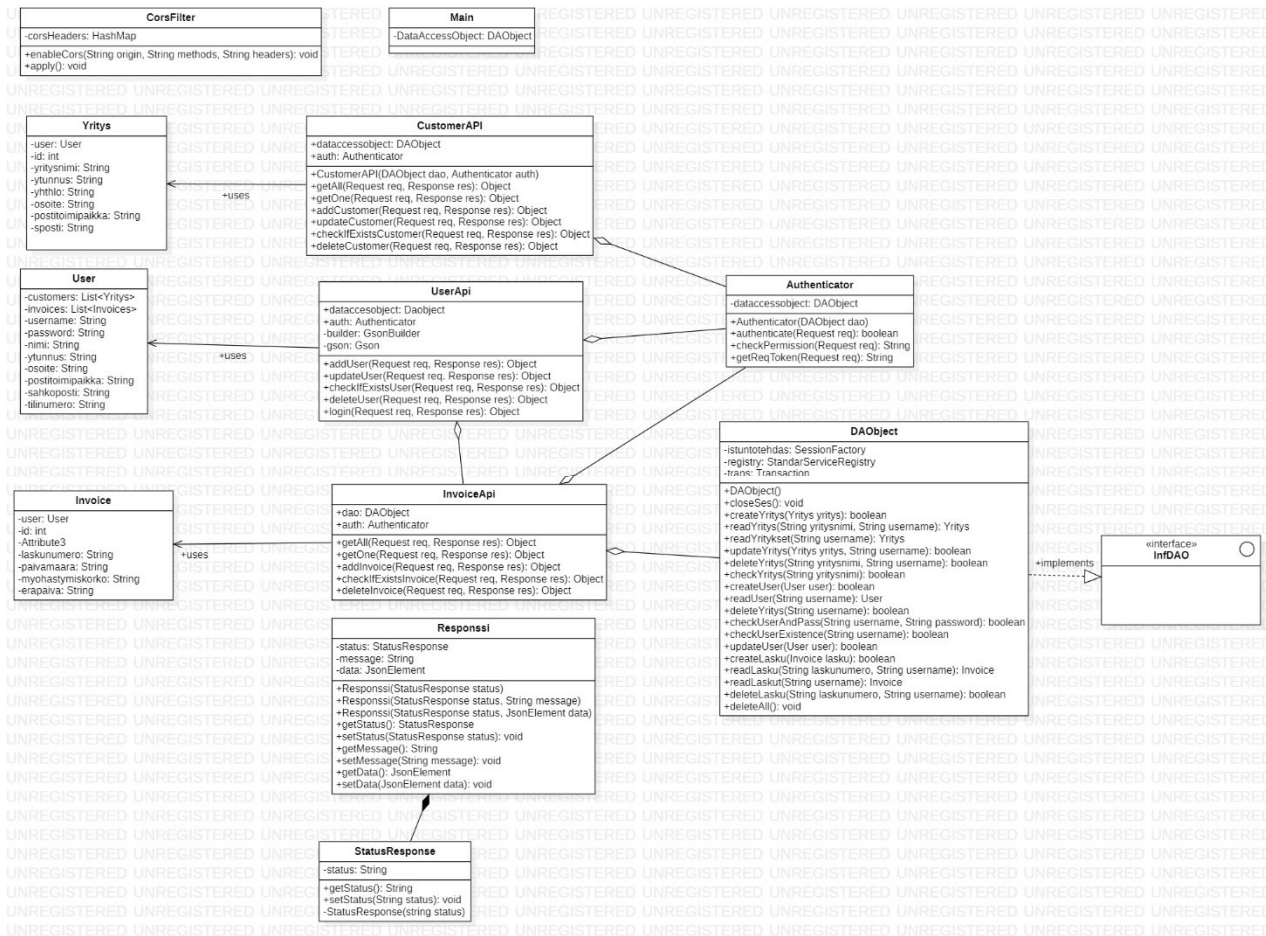 CorsFilter
-corsHeaders: HashMap
+enableCors(String origin, String methods, String headers): void
+apply(): void
Main
-DataAccessObject: DAObject
Yritys
-user: User
-id: int
-yritysnimi: String
-ytunnus: String
-yhthlo: String
-osoite: String
-postitoimipaikka: String
-sposti: String
+uses
CustomerAPI
+dataccessobject: DAObject
+auth: Authenticator
+CustomerAPI(DAObject dao, Authenticator auth)
+getAll(Request req, Response res): Object
+getOne(Request req, Response res): Object
+addCustomer(Request req, Response res): Object
+updateCustomer(Request req, Response res): Object
+checkIfExistsCustomer(Request req, Response res): Object
+deleteCustomer(Request req, Response res): Object
User
-customers: List<Yritys>
-invoices: List<Invoices>
-username: String
-password: String
-nimi: String
-ytunnus: String
-osoite: String
-postitoimipaikka: String
-sahkoposti: String
-tilinumero: String
+uses
UserApi
+dataccesobject: Daobject
+auth: Authenticator
-builder: GsonBuilder
-gson: Gson
+addUser(Request req, Response res): Object
+updateUser(Request req, Response res): Object
+checkIfExistsUser(Request req, Response res): Object
+deleteUser(Request req, Response res): Object
+login(Request req, Response res): Object
Authenticator
-dataccessobject: DAObject
+Authenticator(DAObject dao)
+authenticate(Request req): boolean
+checkPermission(Request req): String
+getReqToken(Request req): String
Invoice
-user: User
-id: int
-Attribute3
-laskunumero: String
-paivamaara: String
-myohastymiskorko: String
-erapaiva: String
+uses
InvoiceApi
+dao: DAObject
+auth: Authenticator
+getAll(Request req, Response res): Object
+getOne(Request req, Response res): Object
+addInvoice(Request req, Response res): Object
+checkIfExistsInvoice(Request req, Response res): Object
+deleteInvoice(Request req, Response res): Object
DAObject
-istuntotehdas: SessionFactory
-registry: StandarServiceRegistry
-trans: Transaction
+DAObject()
+closeSes(): void
+createYritys(Yritys yritys): boolean
+readYritys(String yritysnimi, String username): Yritys
+readYritykset(String username): Yritys
+updateYritys(Yritys yritys, String username): boolean
+deleteYritys(String yritysnimi, String username): boolean
+checkYritys(String yritysnimi): boolean
+createUser(User user): boolean
+readUser(String username): User
+deleteYritys(String username): boolean
+checkUserAndPass(String username, String password): boolean
+checkUserExistence(String username): boolean
+updateUser(User user): boolean
+createLasku(Invoice lasku): boolean
+readLasku(String laskunumero, String username): Invoice
+readLaskut(String username): Invoice
+deleteLasku(String laskunumero, String username): boolean
+deleteAll(): void
+implements
«interface»
InfDAO
Responssi
-status: StatusResponse
-message: String
-data: JsonElement
+Responssi(StatusResponse status)
+Responssi(StatusResponse status, String message)
+Responssi(StatusResponse status, JsonElement data)
+getStatus(): StatusResponse
+setStatus(StatusResponse status): void
+getMessage(): String
+setMessage(String message): void
+getData(): JsonElement
+setData(JsonElement data): void
StatusResponse
-status: String
+getStatus(): String
+setStatus(String status): void
-StatusResponse(string status)